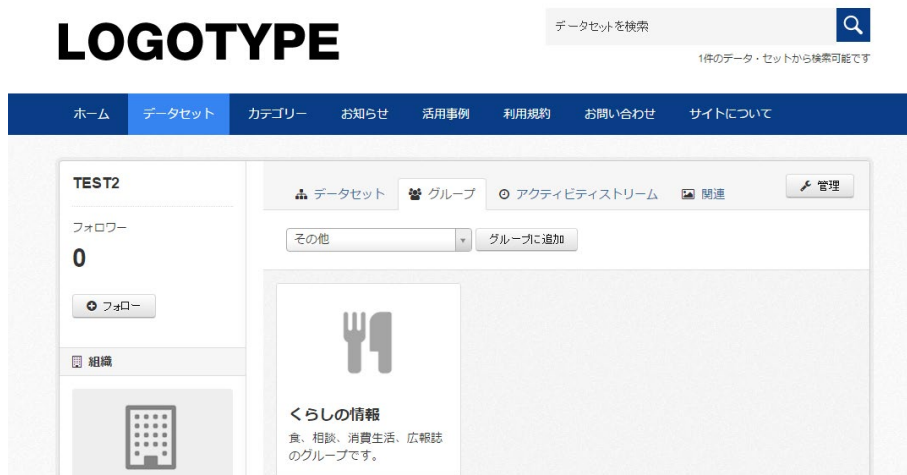 LOGOTYPE
データセットを検索
1件のデータ・セットから検索可能です
ホーム データセット カテゴリー お知らせ 活用事例 利用規約 お問い合わせ サイトについて
TEST2
フォロワー
0
フォロー
組織
データセット グループ アクティビティストリーム 関連 管理
その他 グループに追加
くらしの情報
食、相談、消費生活、広報誌
のグループです。